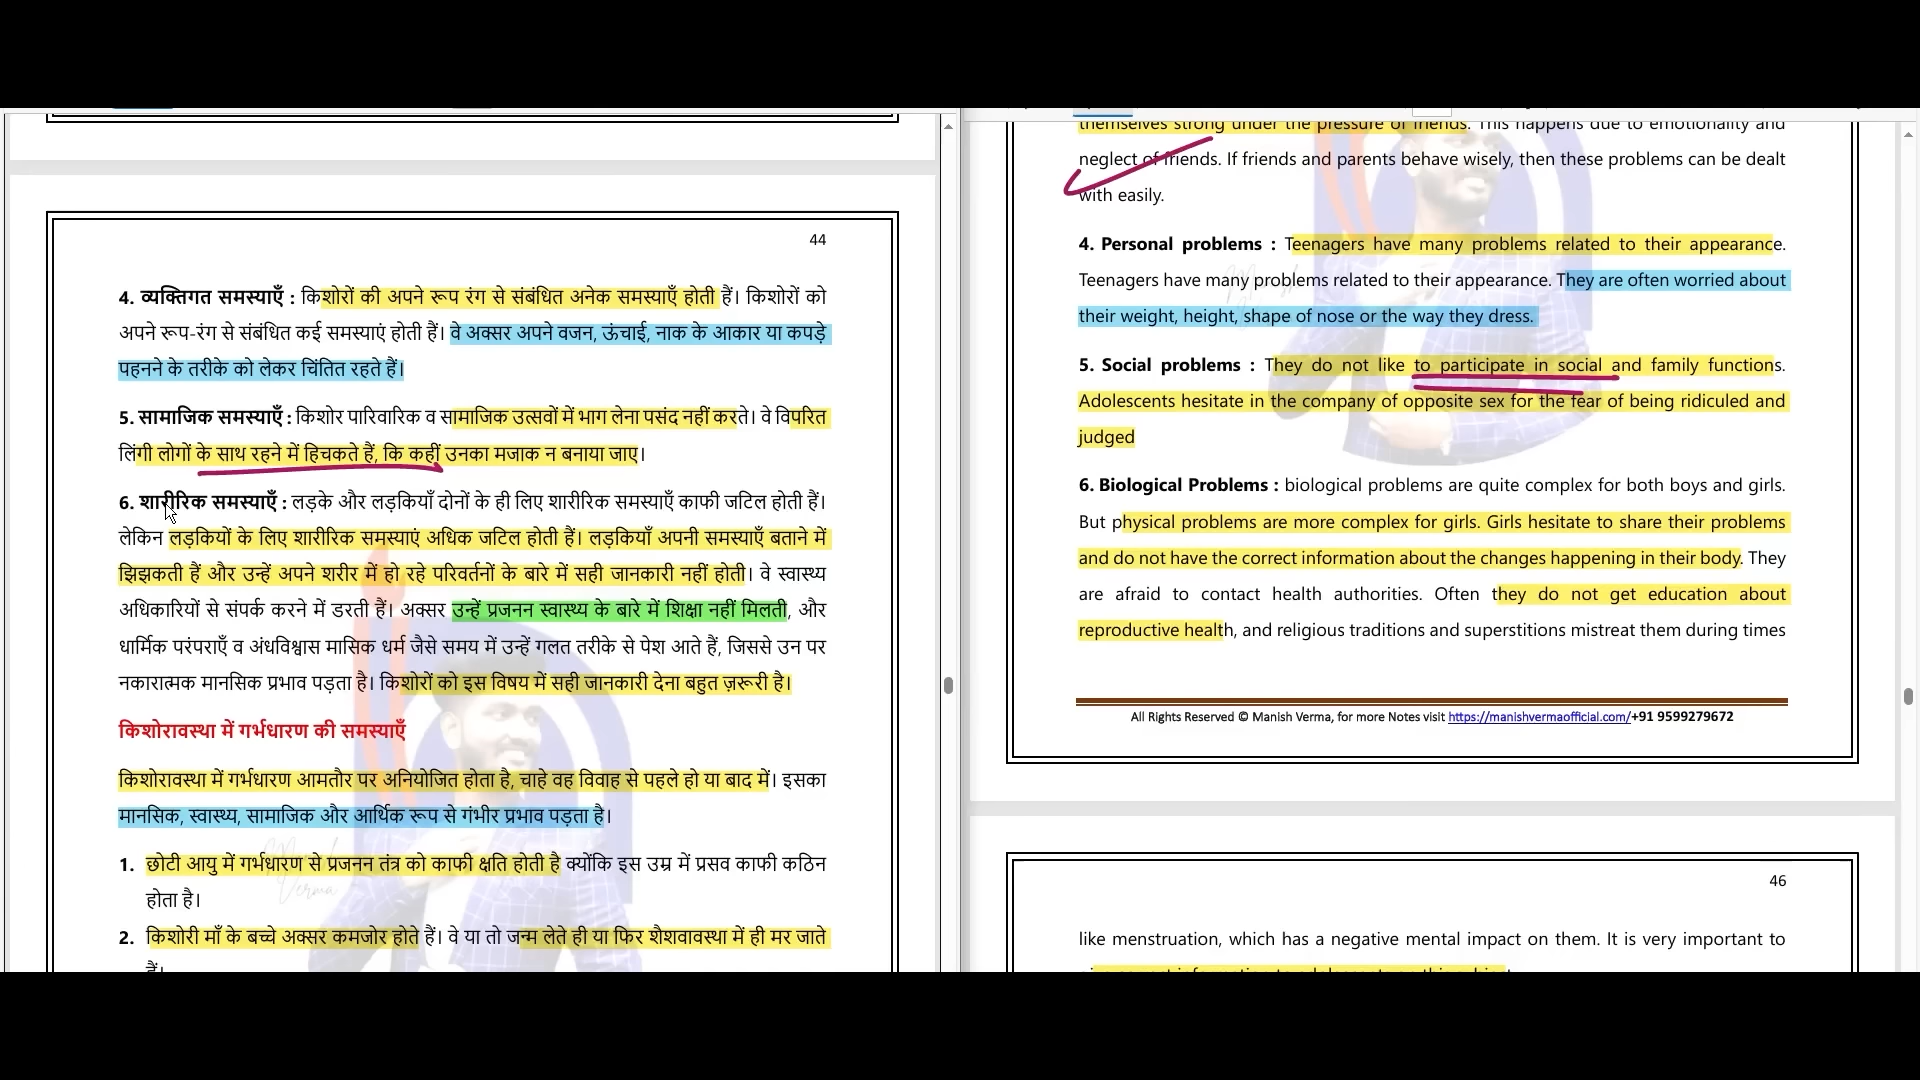 44
4. व्यक्तिगत समस्याएँ : किशोरों की अपने रूप रंग से संबंधित अनेक समस्याएँ होती हैं। किशोरों को
अपने रूप-रंग से संबंधित कई समस्याएं होती हैं। वे अक्सर अपने वजन, ऊंचाई, नाक के आकार या कपड़े
पहनने के तरीके को लेकर चिंतित रहते हैं।
5. सामाजिक समस्याएँ : किशोर पारिवारिक व सामाजिक उत्सवों में भाग लेना पसंद नहीं करते। वे विपरित
लिंगी लोगों के साथ रहने में हिचकते हैं, कि कहीं उनका मजाक न बनाया जाए।
6. शारीरिक समस्याएँ : लड़के और लड़कियाँ दोनों के ही लिए शारीरिक समस्याएँ काफी जटिल होती हैं।
लेकिन लड़कियों के लिए शारीरिक समस्याएं अधिक जटिल होती हैं। लड़कियाँ अपनी समस्याएँ बताने में
झिझकती हैं और उन्हें अपने शरीर में हो रहे परिवर्तनों के बारे में सही जानकारी नहीं होती। वे स्वास्थ्य
अधिकारियों से संपर्क करने में डरती हैं। अक्सर उन्हें प्रजनन स्वास्थ्य के बारे में शिक्षा नहीं मिलती, और
धार्मिक परंपराएँ व अंधविश्वास मासिक धर्म जैसे समय में उन्हें गलत तरीके से पेश आते हैं, जिससे उन पर
नकारात्मक मानसिक प्रभाव पड़ता है। किशोरों को इस विषय में सही जानकारी देना बहुत ज़रूरी है।
किशोरावस्था में गर्भधारण की समस्याएँ
किशोरावस्था में गर्भधारण आमतौर पर अनियोजित होता है, चाहे वह विवाह से पहले हो या बाद में। इसका
मानसिक, स्वास्थ्य, सामाजिक और आर्थिक रूप से गंभीर प्रभाव पड़ता है।
1. छोटी आयु में गर्भधारण से प्रजनन तंत्र को काफी क्षति होती है क्योंकि इस उम्र में प्रसव काफी कठिन
होता है।
2. किशोरी माँ के बच्चे अक्सर कमजोर होते हैं। वे या तो जन्म लेते ही या फिर शैशवावस्था में ही मर जाते
हैं।
themselves strong under the pressure of friends. This happens due to emotionality and
neglect of friends. If friends and parents behave wisely, then these problems can be dealt
with easily.
4. Personal problems : Teenagers have many problems related to their appearance.
Teenagers have many problems related to their appearance. They are often worried about
their weight, height, shape of nose or the way they dress.
5. Social problems : They do not like to participate in social and family functions.
Adolescents hesitate in the company of opposite sex for the fear of being ridiculed and
judged
6. Biological Problems : biological problems are quite complex for both boys and girls.
But physical problems are more complex for girls. Girls hesitate to share their problems
and do not have the correct information about the changes happening in their body. They
are afraid to contact health authorities. Often they do not get education about
reproductive health, and religious traditions and superstitions mistreat them during times
All Rights Reserved © Manish Verma, for more Notes visit https://manishvermaofficial.com/+91 9599279672
46
like menstruation, which has a negative mental impact on them. It is very important to